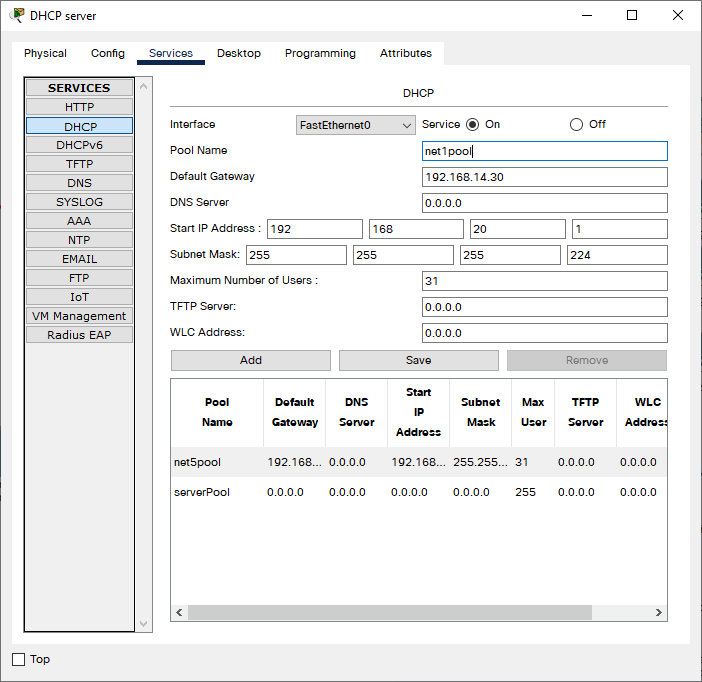 DHCP server
Physical Config Services Desktop Programming Attributes
SERVICES
HTTP
DHCP
DHCPv6
TFTP
DNS
SYSLOG
AAA
NTP
EMAIL
FTP
IoT
VM Management
Radius EAP
DHCP
Interface FastEthernet0 Service On Off
Pool Name net1pool
Default Gateway 192.168.14.30
DNS Server 0.0.0.0
Start IP Address : 192 168 20 1
Subnet Mask: 255 255 255 224
Maximum Number of Users : 31
TFTP Server: 0.0.0.0
WLC Address: 0.0.0.0
Add Save Remove
Pool Name Default Gateway DNS Server Start IP Address Subnet Mask Max User TFTP Server WLC Address
net5pool 192.168... 0.0.0.0 192.168... 255.255... 31 0.0.0.0 0.0.0.0
serverPool 0.0.0.0 0.0.0.0 0.0.0.0 0.0.0.0 255 0.0.0.0 0.0.0.0
Top